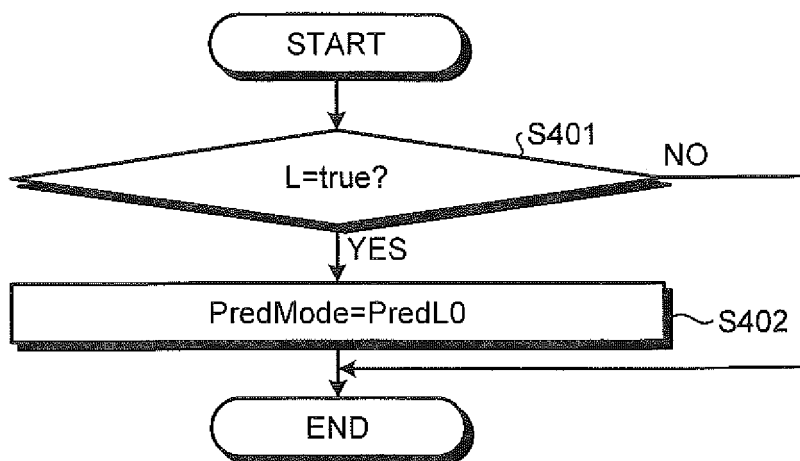 START
S401
L=true?
NO
YES
PredMode=PredL0
S402
END